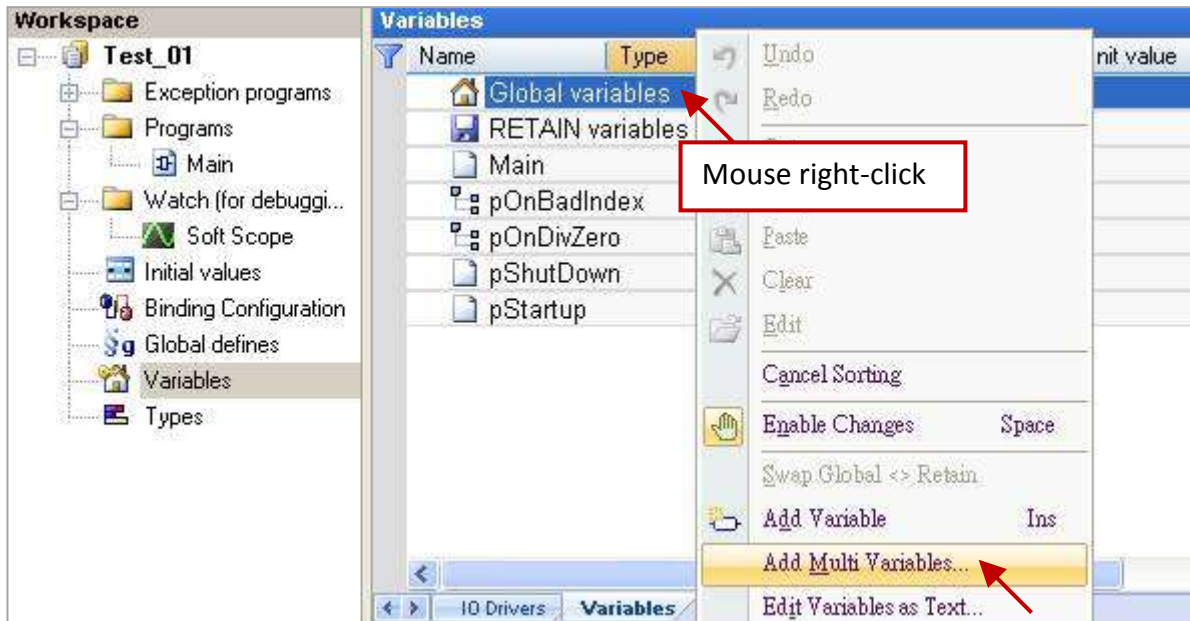 Workspace
Test_01
Exception programs
Programs
Main
Watch (for debuggi...
Soft Scope
Initial values
Binding Configuration
Global defines
Variables
Types
Variables
Name Type nit value
Global variables
RETAIN variables
Main
pOnBadIndex
pOnDivZero
pShutDown
pStartup
IO Drivers Variables
Undo
Redo
Mouse right-click
Paste
Clear
Edit
Cancel Sorting
Enable Changes Space
Swap Global <> Retain
Add Variable Ins
Add Multi Variables...
Edit Variables as Text...